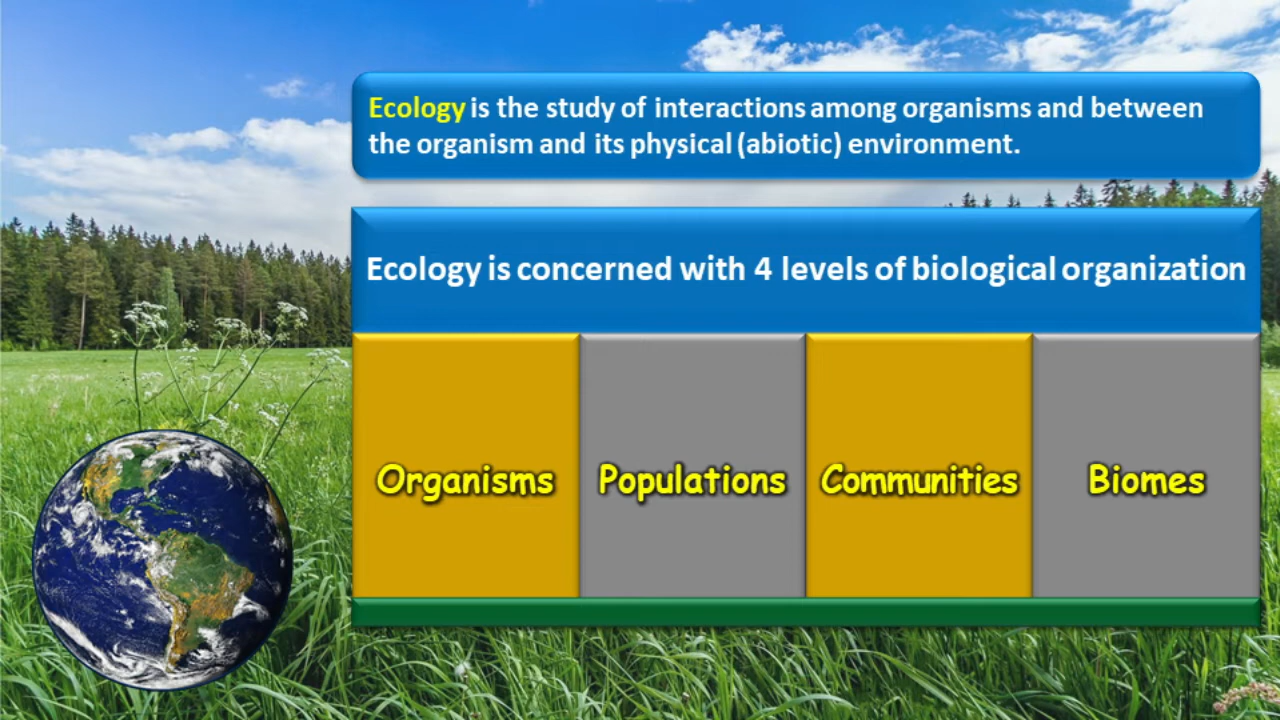 Ecology is the study of interactions among organisms and between
the organism and its physical (abiotic) environment.
Ecology is concerned with 4 levels of biological organization
Organisms
Populations
Communities
Biomes